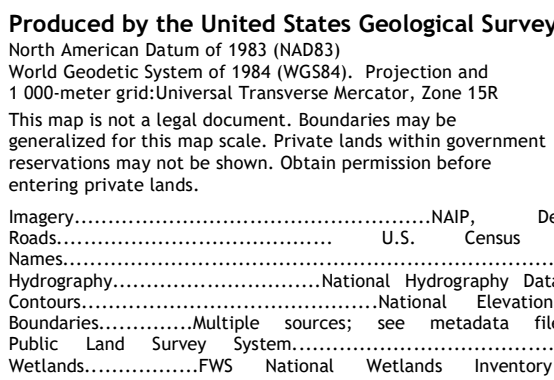 Produced by the United States Geological Survey
North American Datum of 1983 (NAD83)
World Geodetic System of 1984 (WGS84). Projection and
1 000-meter grid:Universal Transverse Mercator, Zone 15R
This map is not a legal document. Boundaries may be
generalized for this map scale. Private lands within government
reservations may not be shown. Obtain permission before
entering private lands.
Imagery.................................................NAIP,
Roads...................................... U.S. Census
Names................................................................
Hydrography.............................National Hydrography
Contours.........................................National Elevation
Boundaries..............Multiple sources; see metadata
Public Land Survey System....................................
Wetlands................FWS National Wetlands Inventory